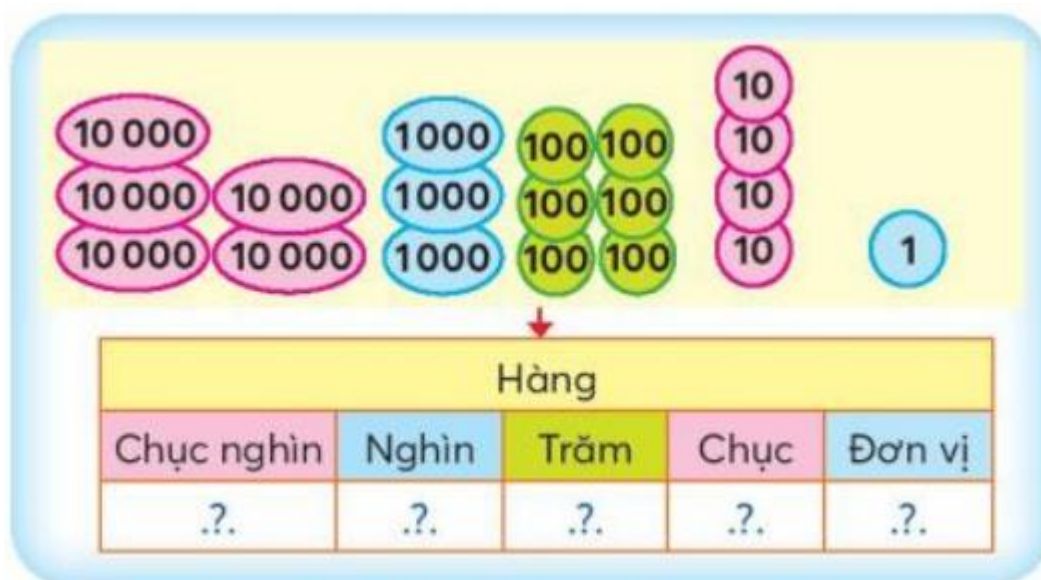 10
10 000 1000 100 100 10
10 000 10 000 1000 100 100 10
10 000 10 000 1000 100 100 10 1
Hàng
Chục nghìn Nghìn Trăm Chục Đơn vị
.?. .?. .?. .?. .?.